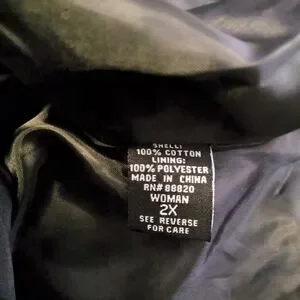 SHELL:
100% COTTON
LINING:
100% POLYESTER
MADE IN CHINA
RN# 88820
WOMAN
2X
SEE REVERSE
FOR CARE